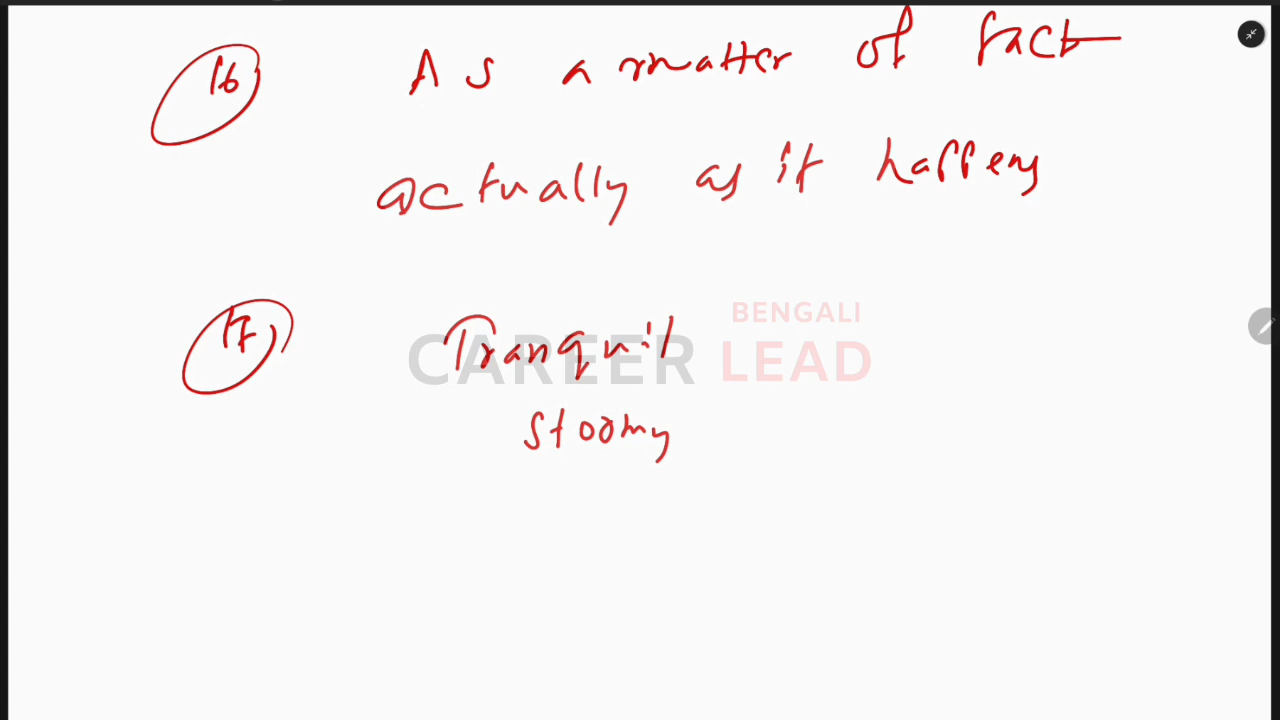 16 As a matter of fact
actually as it happens
17 Tranquil
stormy
BENGALI
CAREER LEAD